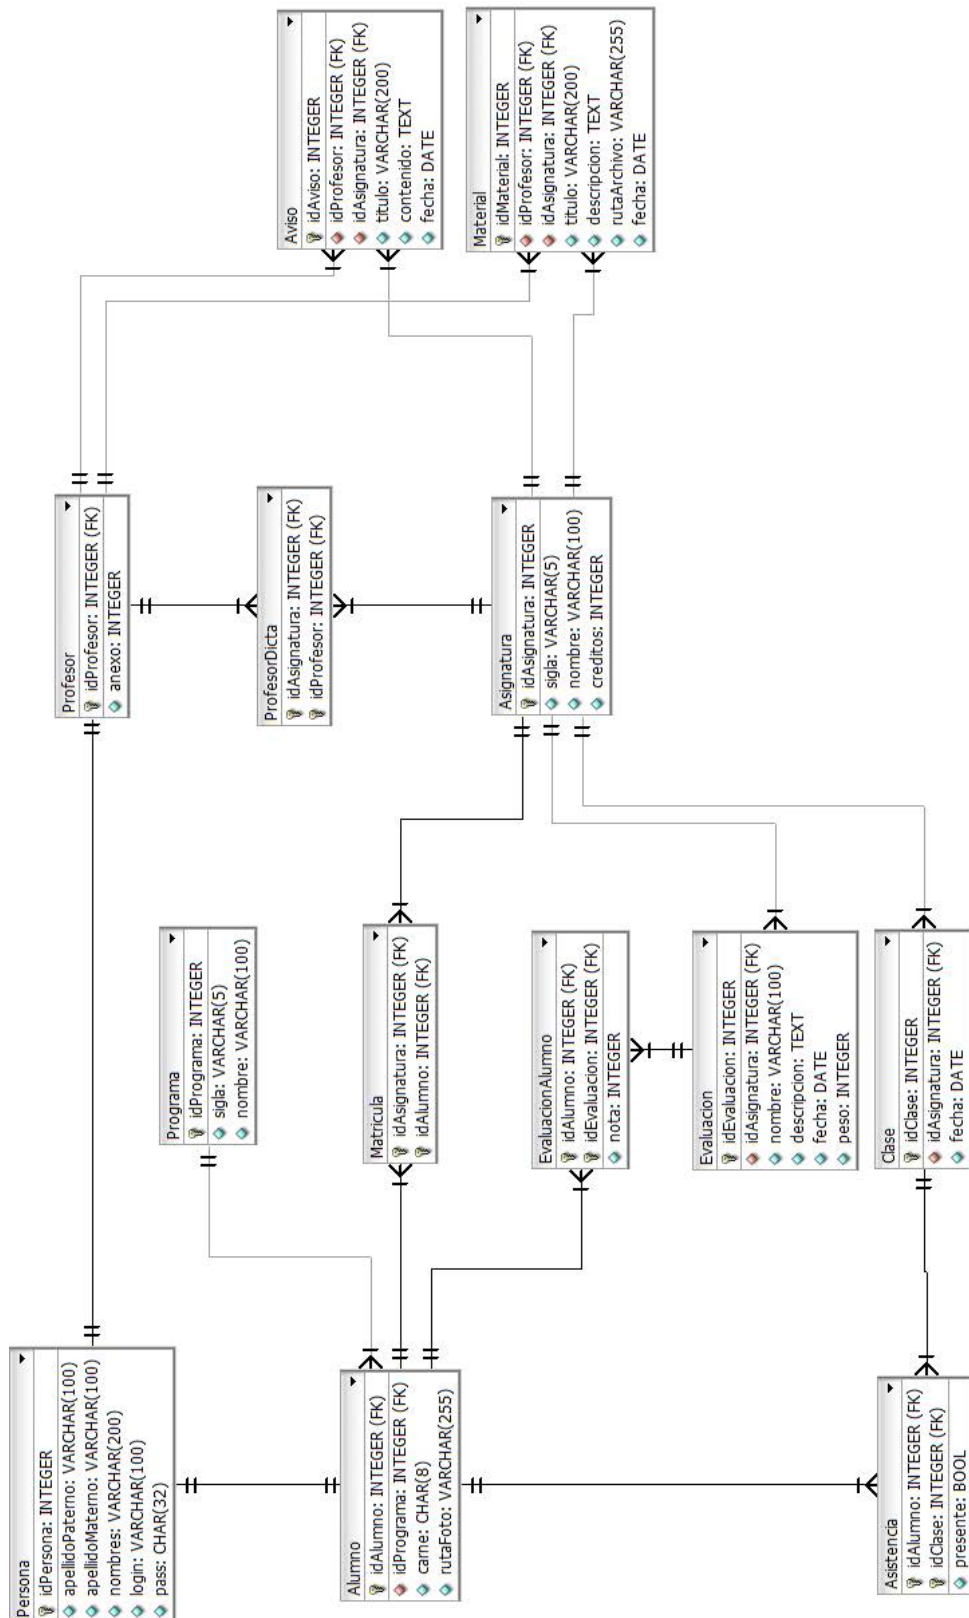 Persona
idPersona: INTEGER
apellidoPaterno: VARCHAR(100)
apellidoMaterno: VARCHAR(100)
nombres: VARCHAR(200)
login: VARCHAR(100)
pass: CHAR(32)
Profesor
idProfesor: INTEGER (FK)
anexo: INTEGER
Programa
idPrograma: INTEGER
sigla: VARCHAR(5)
nombre: VARCHAR(100)
ProfesorDicta
idAsignatura: INTEGER (FK)
idProfesor: INTEGER (FK)
Aviso
idAviso: INTEGER
idProfesor: INTEGER (FK)
idAsignatura: INTEGER (FK)
titulo: VARCHAR(200)
contenido: TEXT
fecha: DATE
Alumno
idAlumno: INTEGER (FK)
idPrograma: INTEGER (FK)
carne: CHAR(8)
rutaFoto: VARCHAR(255)
Matricula
idAsignatura: INTEGER (FK)
idAlumno: INTEGER (FK)
Asignatura
idAsignatura: INTEGER
sigla: VARCHAR(5)
nombre: VARCHAR(100)
creditos: INTEGER
Material
idMaterial: INTEGER
idProfesor: INTEGER (FK)
idAsignatura: INTEGER (FK)
titulo: VARCHAR(200)
descripcion: TEXT
rutaArchivo: VARCHAR(255)
fecha: DATE
EvaluacionAlumno
idAlumno: INTEGER (FK)
idEvaluacion: INTEGER (FK)
nota: INTEGER
Evaluacion
idEvaluacion: INTEGER
idAsignatura: INTEGER (FK)
nombre: VARCHAR(100)
descripcion: TEXT
fecha: DATE
peso: INTEGER
Asistencia
idAlumno: INTEGER (FK)
idClase: INTEGER (FK)
presente: BOOL
Clase
idClase: INTEGER
idAsignatura: INTEGER (FK)
fecha: DATE